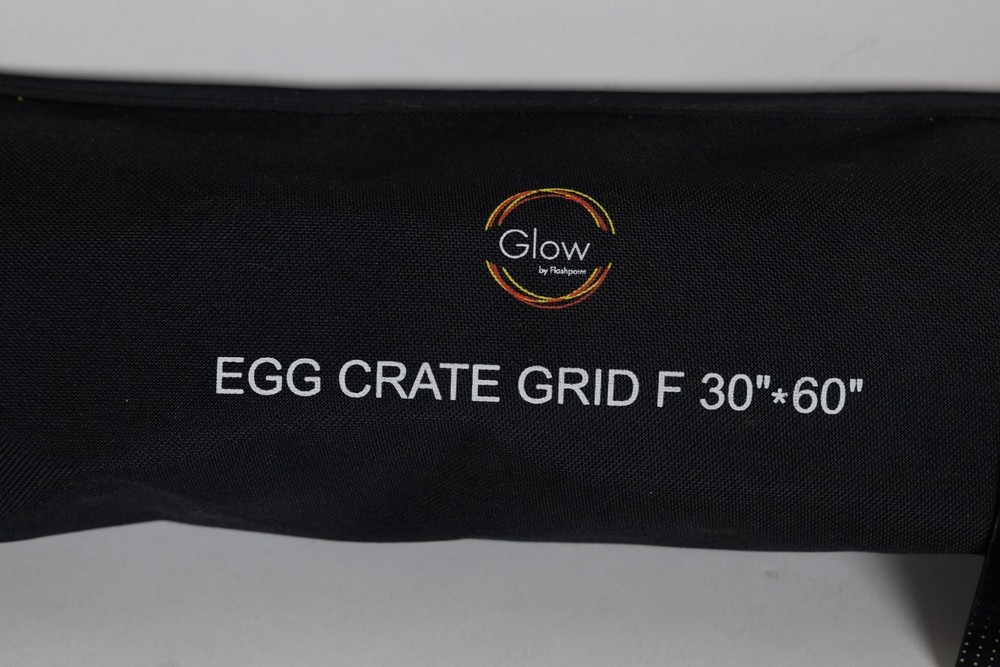 Glow
by Flashpoint
EGG CRATE GRID F 30"*60"